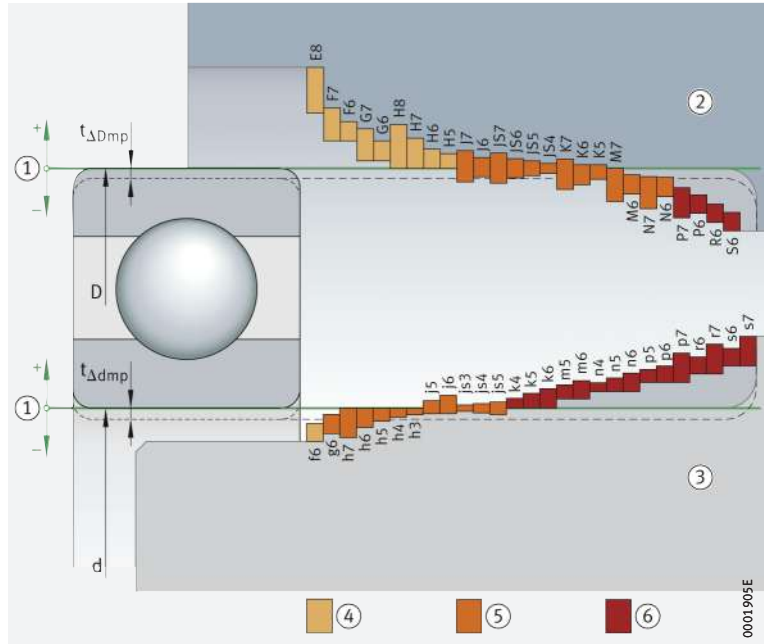 E8
F7
F6
G7
G6
H8
H7
H6
H5
J7
J6
JS7
JS6
JS5
JS4
K7
K6
K5
M7
M6
N7
N6
P7
P6
R6
S6
2
+
t∆Dmp
1
−
D
+
t∆dmp
1
−
f6
g6
h7
h6
h5
h4
h3
j5
j6
js3
js4
js5
k4
k5
k6
m5
m6
n4
n5
n6
p5
p6
p7
r6
r7
s6
s7
3
d
4
5
6
0001905E